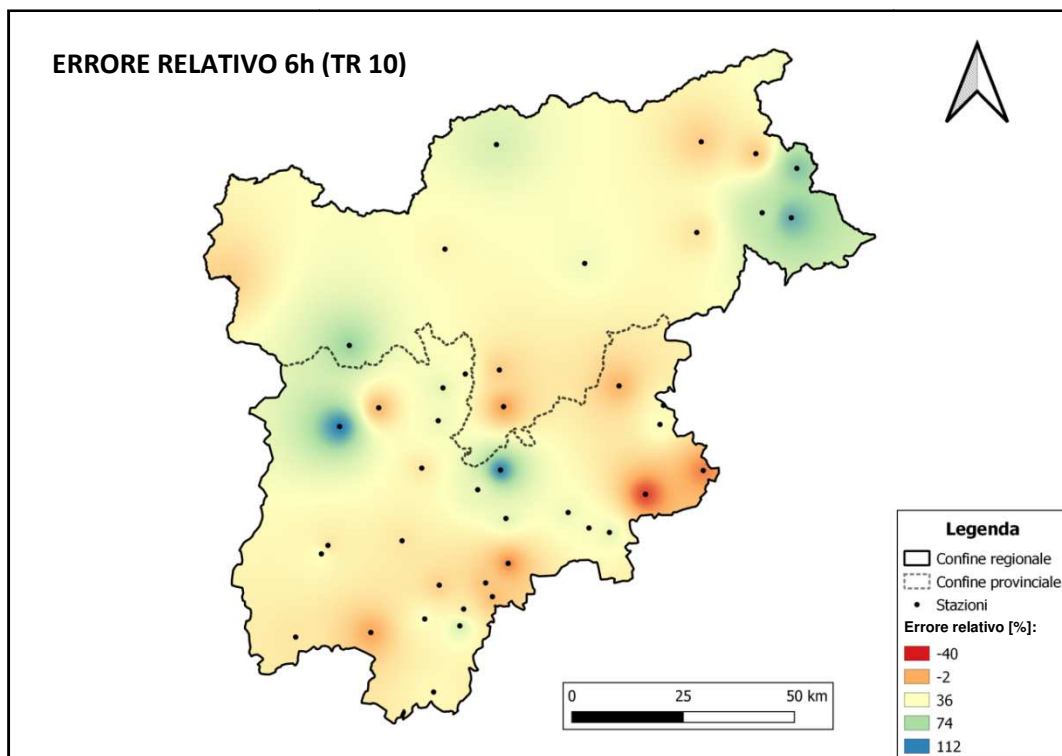 ERRORE RELATIVO 6h (TR 10)
Legenda
Confine regionale
Confine provinciale
Stazioni
Errore relativo [%]:
-40
-2
36
74
112
0 25 50 km